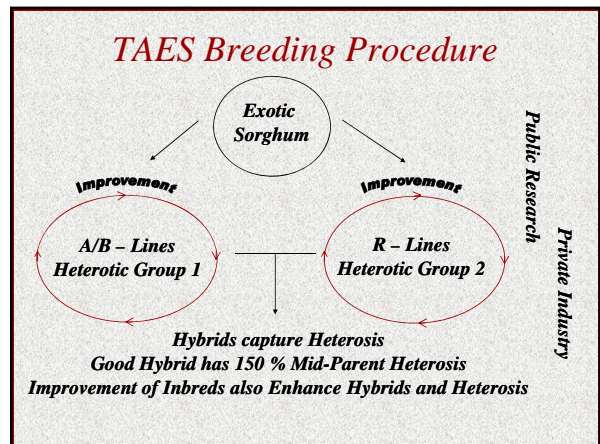 TAES Breeding Procedure
Exotic
Sorghum
Improvement
A/B – Lines
Heterotic Group 1
Improvement
R – Lines
Heterotic Group 2
Public Research
Private Industry
Hybrids capture Heterosis
Good Hybrid has 150 % Mid-Parent Heterosis
Improvement of Inbreds also Enhance Hybrids and Heterosis